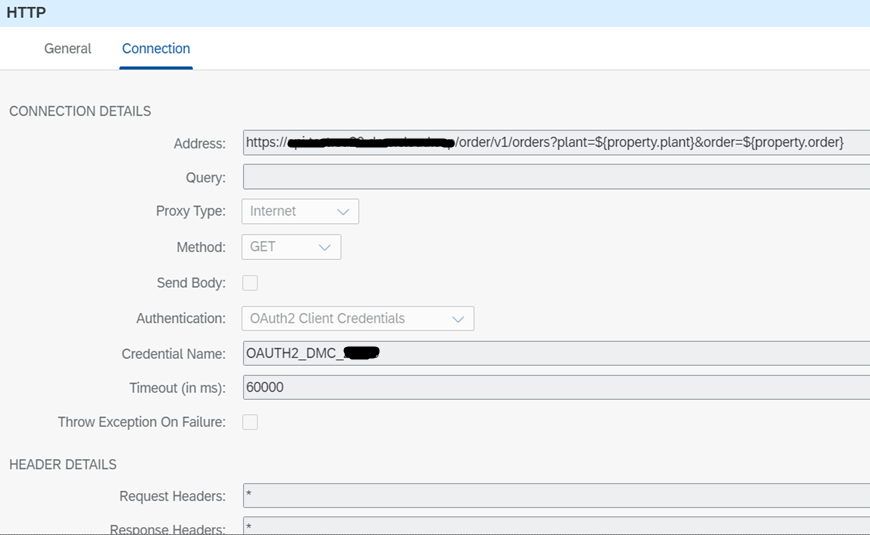 HTTP
General Connection
CONNECTION DETAILS
Address: https:// /order/v1/orders?plant=${property.plant}&order=${property.order}
Query:
Proxy Type: Internet
Method: GET
Send Body:
Authentication: OAuth2 Client Credentials
Credential Name: OAUTH2_DMC_
Timeout (in ms): 60000
Throw Exception On Failure:
HEADER DETAILS
Request Headers: *
Response Headers: *